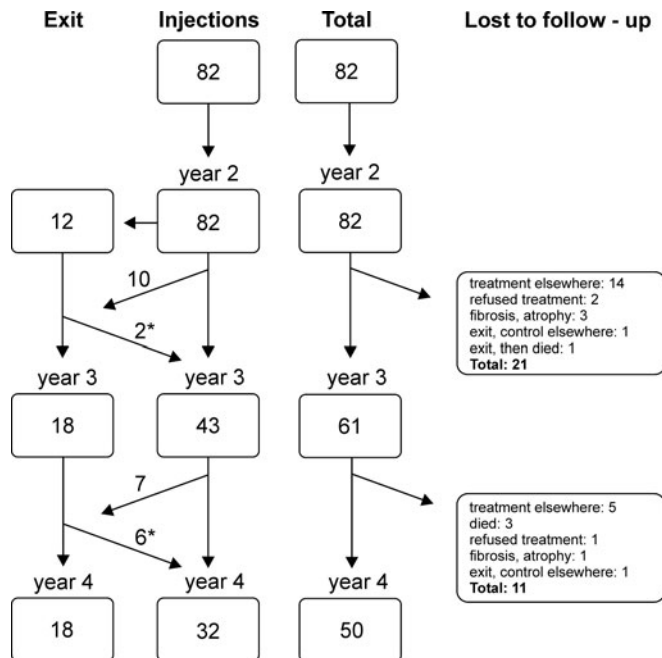 Exit Injections Total Lost to follow - up
82 82
year 2 year 2
12 82 82
10
2*
treatment elsewhere: 14
refused treatment: 2
fibrosis, atrophy: 3
exit, control elsewhere: 1
exit, then died: 1
Total: 21
year 3 year 3 year 3
18 43 61
7
6*
treatment elsewhere: 5
died: 3
refused treatment: 1
fibrosis, atrophy: 1
exit, control elsewhere: 1
Total: 11
year 4 year 4 year 4
18 32 50